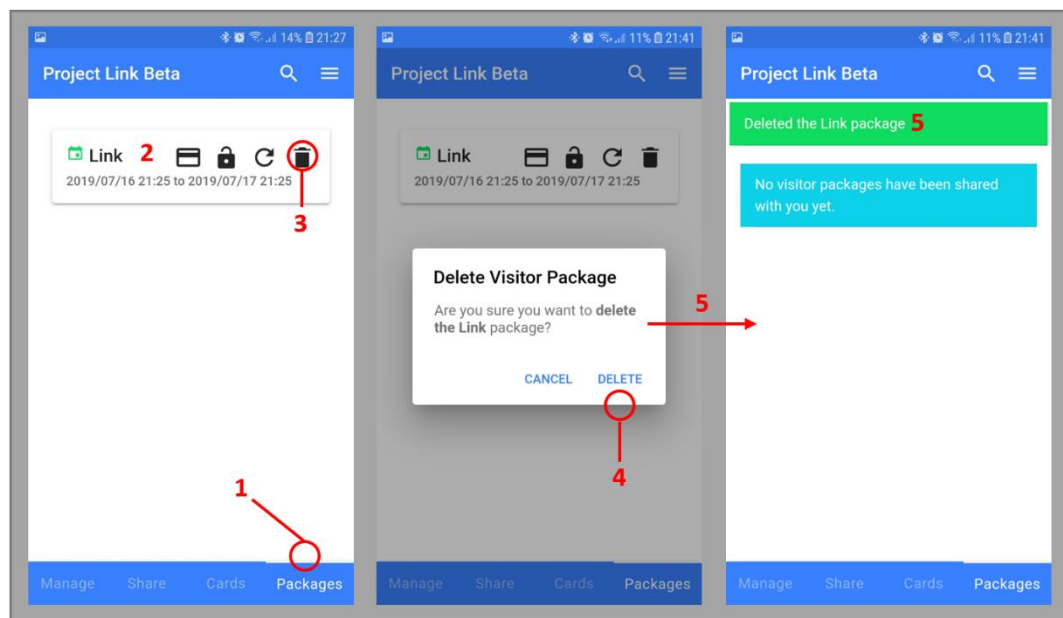 14% 21:27
Project Link Beta
Link 2
2019/07/16 21:25 to 2019/07/17 21:25
3
1
Manage Share Cards Packages
11% 21:41
Project Link Beta
Link
2019/07/16 21:25 to 2019/07/17 21:25
Delete Visitor Package
Are you sure you want to delete
the Link package?
CANCEL DELETE
4
Manage Share Cards Packages
5
11% 21:41
Project Link Beta
Deleted the Link package 5
No visitor packages have been shared
with you yet.
Manage Share Cards Packages